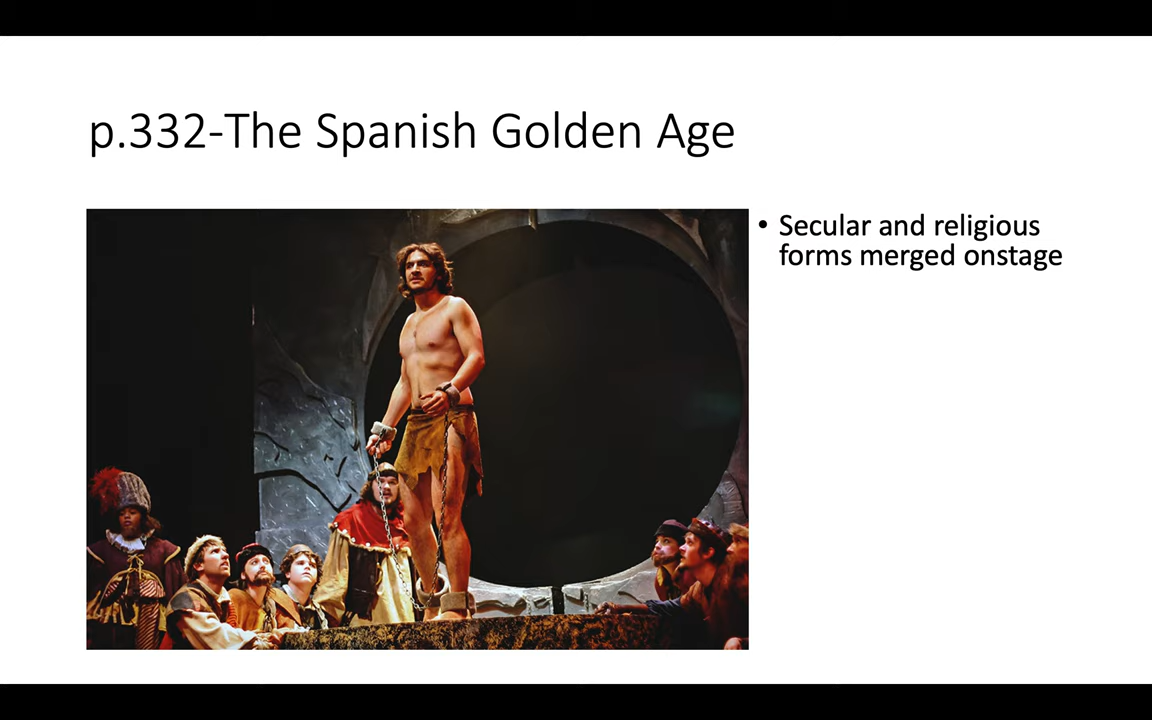 p.332-The Spanish Golden Age
• Secular and religious
forms merged onstage